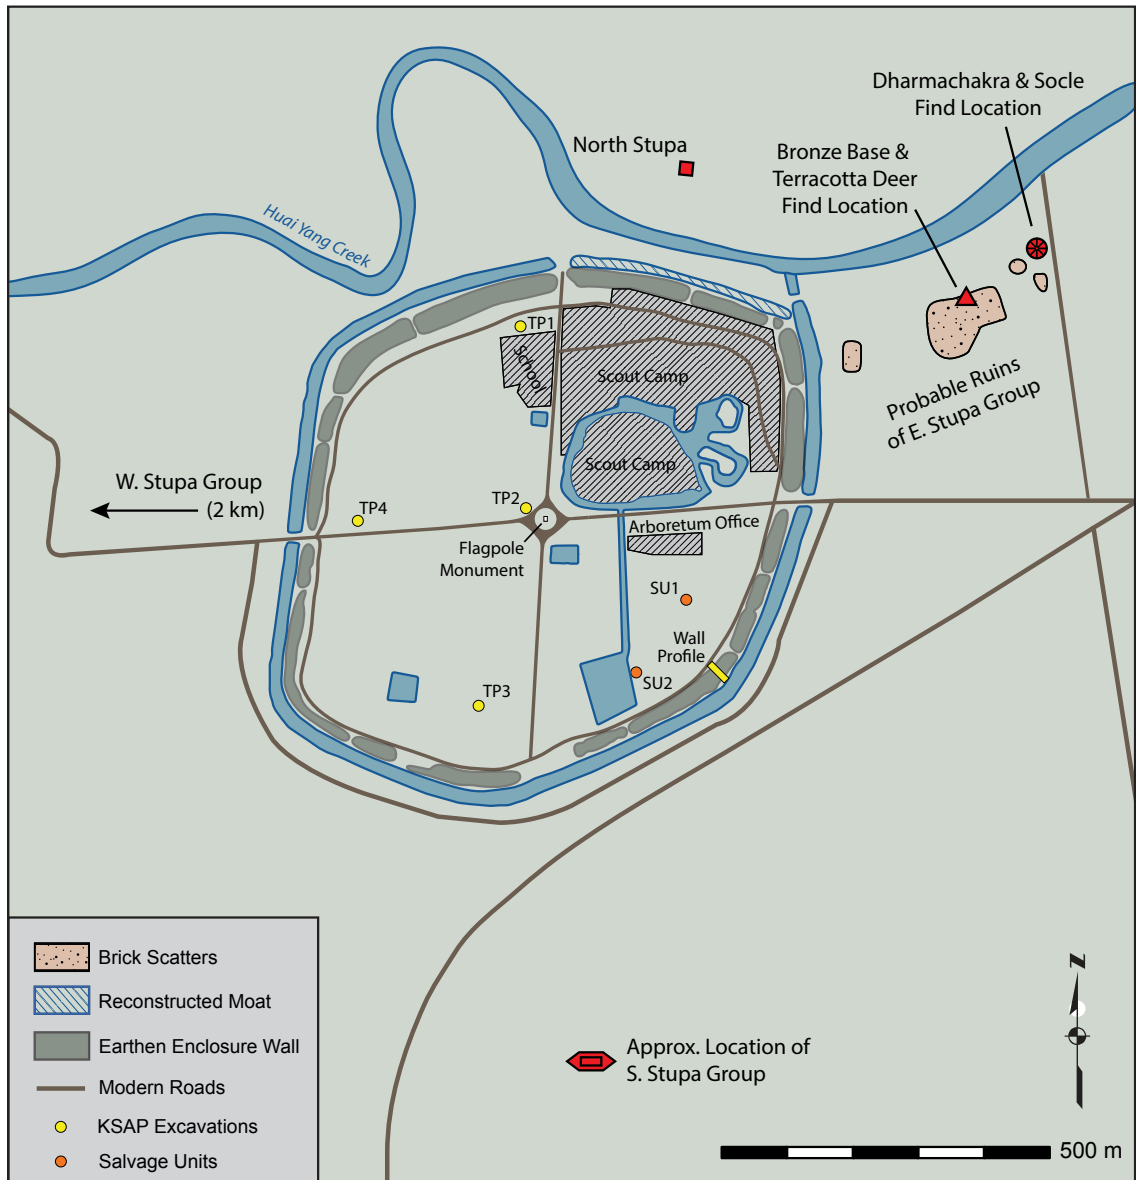 Dharmachakra & Socle
Find Location
North Stupa
Bronze Base &
Terracotta Deer
Find Location
Huai Yang Creek
TP1
School
Scout Camp
Probable Ruins
of E. Stupa Group
Scout Camp
W. Stupa Group
(2 km)
TP4
TP2
Flagpole
Monument
Arboretum Office
SU1
Wall
Profile
SU2
TP3
Brick Scatters
Reconstructed Moat
Earthen Enclosure Wall
Modern Roads
KSAP Excavations
Salvage Units
Approx. Location of
S. Stupa Group
N
500 m